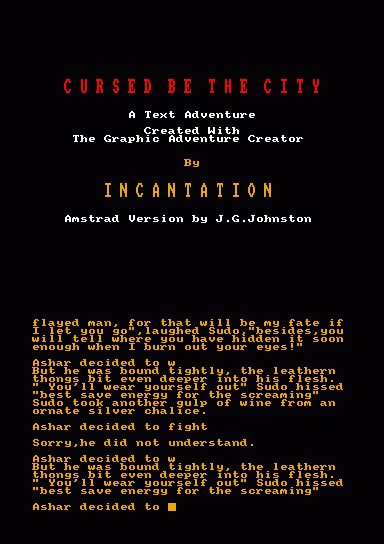 CURSED BE THE CITY
A Text Adventure
Created With
The Graphic Adventure Creator
By
INCANTATION
Amstrad Version by J.G.Johnston
flayed man, for that will be my fate if
I let you go",laughed Sudo,"besides,you
will tell where you have hidden it soon
enough when I burn out your eyes!"
Ashar decided to w
But he was bound tightly, the leathern
thongs bit even deeper into his flesh.
" You'll wear yourself out" Sudo hissed
"best save energy for the screaming"
Sudo took another gulp of wine from an
ornate silver chalice.
Ashar decided to fight
Sorry,he did not understand.
Ashar decided to w
But he was bound tightly, the leathern
thongs bit even deeper into his flesh.
" You'll wear yourself out" Sudo hissed
"best save energy for the screaming"
Ashar decided to